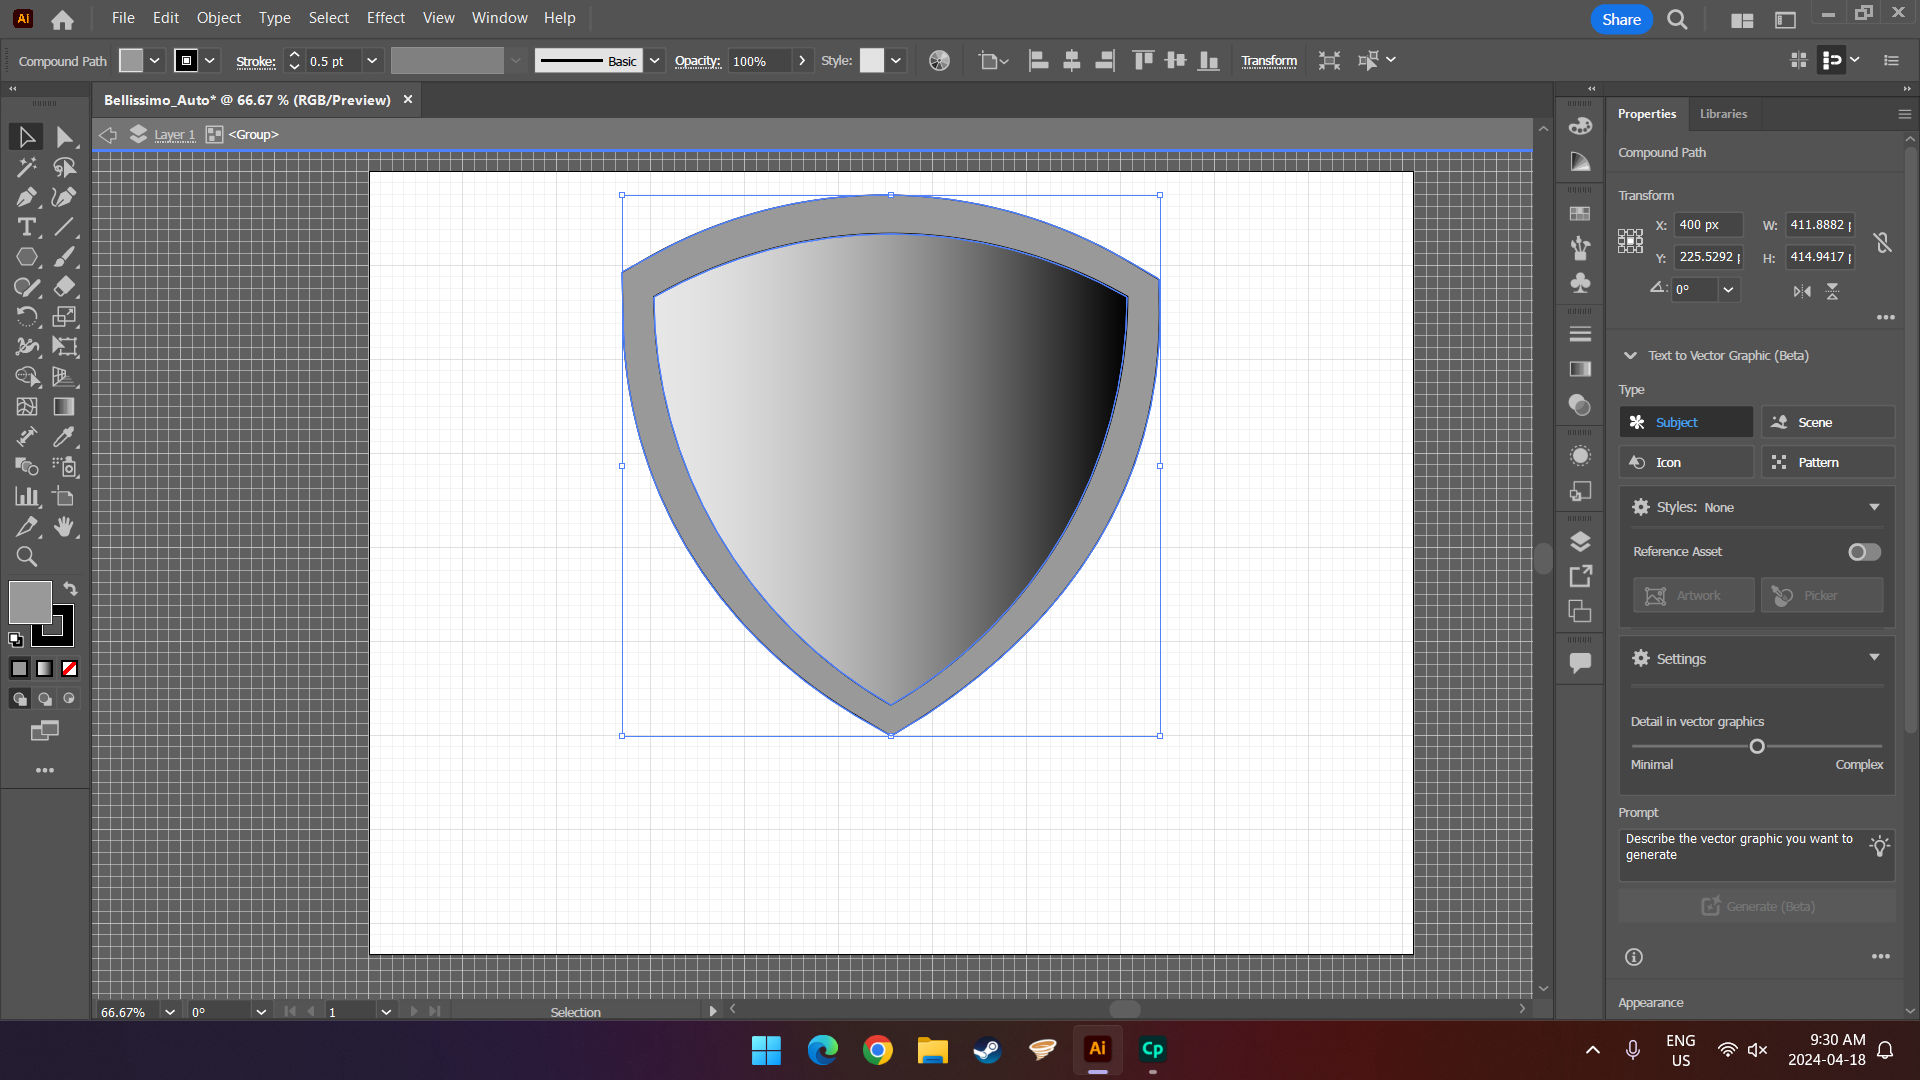 Ai File Edit Object Type Select Effect View Window Help Share
Compound Path Stroke: 0.5 pt Basic Opacity: 100% Style: Transform
Bellissimo_Auto* @ 66.67 % (RGB/Preview) ×
Layer 1 <Group>
Properties Libraries
Compound Path
Transform
X: 400 px W: 411.8882
Y: 225.5292 H: 414.9417
0°
Text to Vector Graphic (Beta)
Type
Subject Scene
Icon Pattern
Styles: None
Reference Asset
Artwork Picker
Settings
Detail in vector graphics
Minimal Complex
Prompt
Describe the vector graphic you want to
generate
Generate (Beta)
Appearance
66.67% 0° 1 Selection
Ai Cp
ENG
US
9:30 AM
2024-04-18